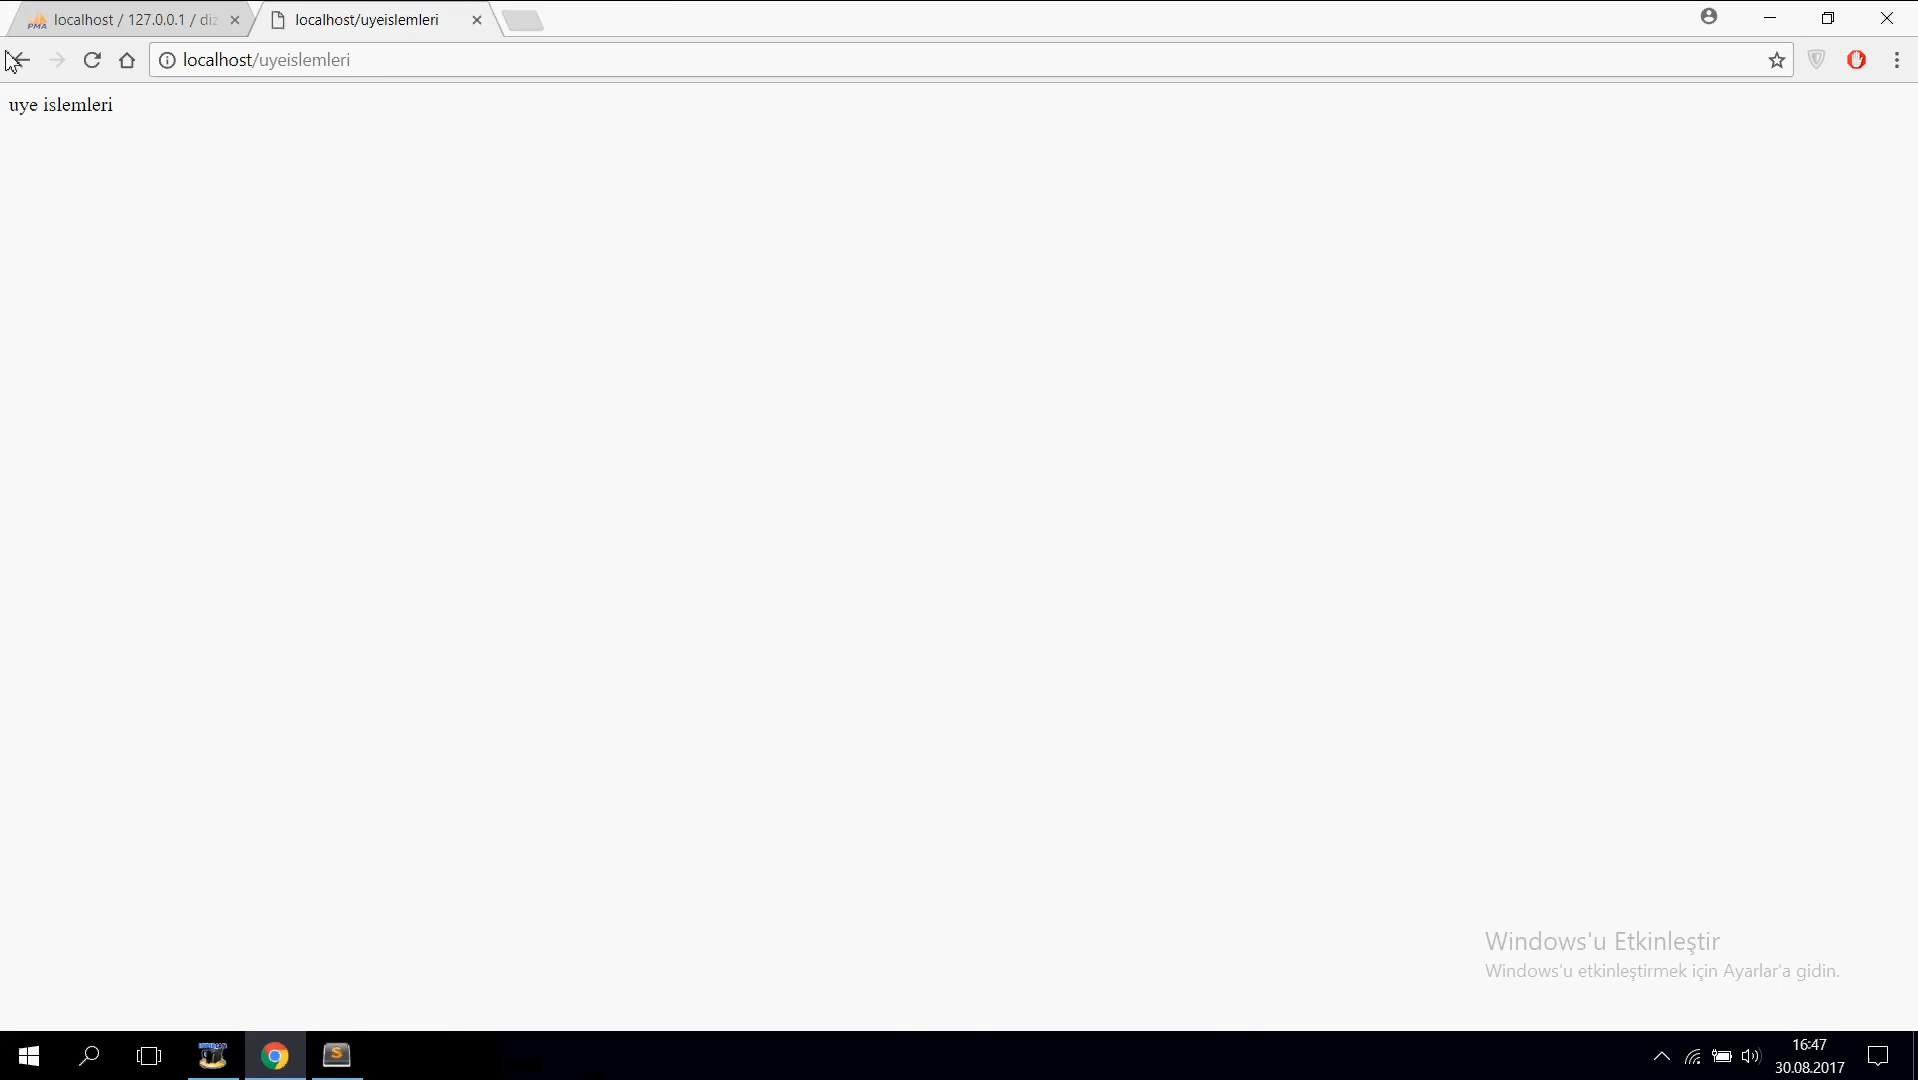 localhost / 127.0.0.1 / diz
localhost/uyeislemleri
localhost/uyeislemleri
uye islemleri
Windows'u Etkinleştir
Windows'u etkinleştirmek için Ayarlar'a gidin.
16:47
30.08.2017